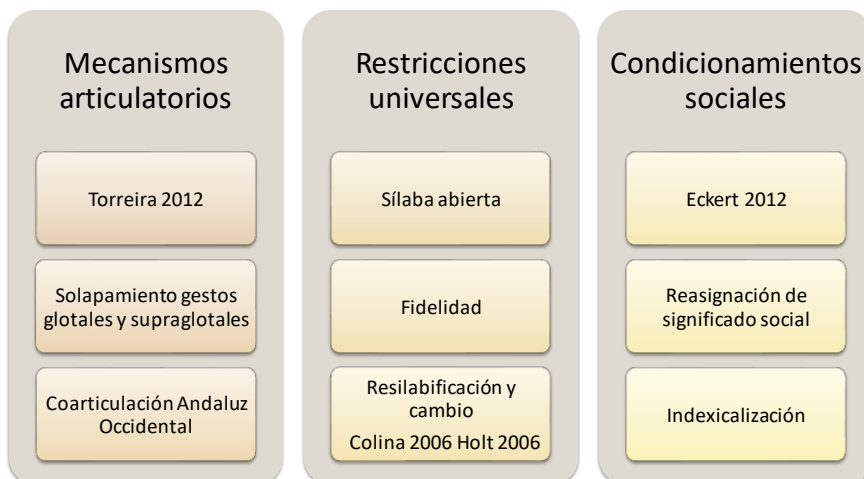 Mecanismos
articulatorios
Torreira 2012
Solapamiento gestos
glotales y supraglotales
Coarticulación Andaluz
Occidental
Restricciones
universales
Sílaba abierta
Fidelidad
Resilabificación y
cambio
Colina 2006 Holt 2006
Condicionamientos
sociales
Eckert 2012
Reasignación de
significado social
Indexicalización